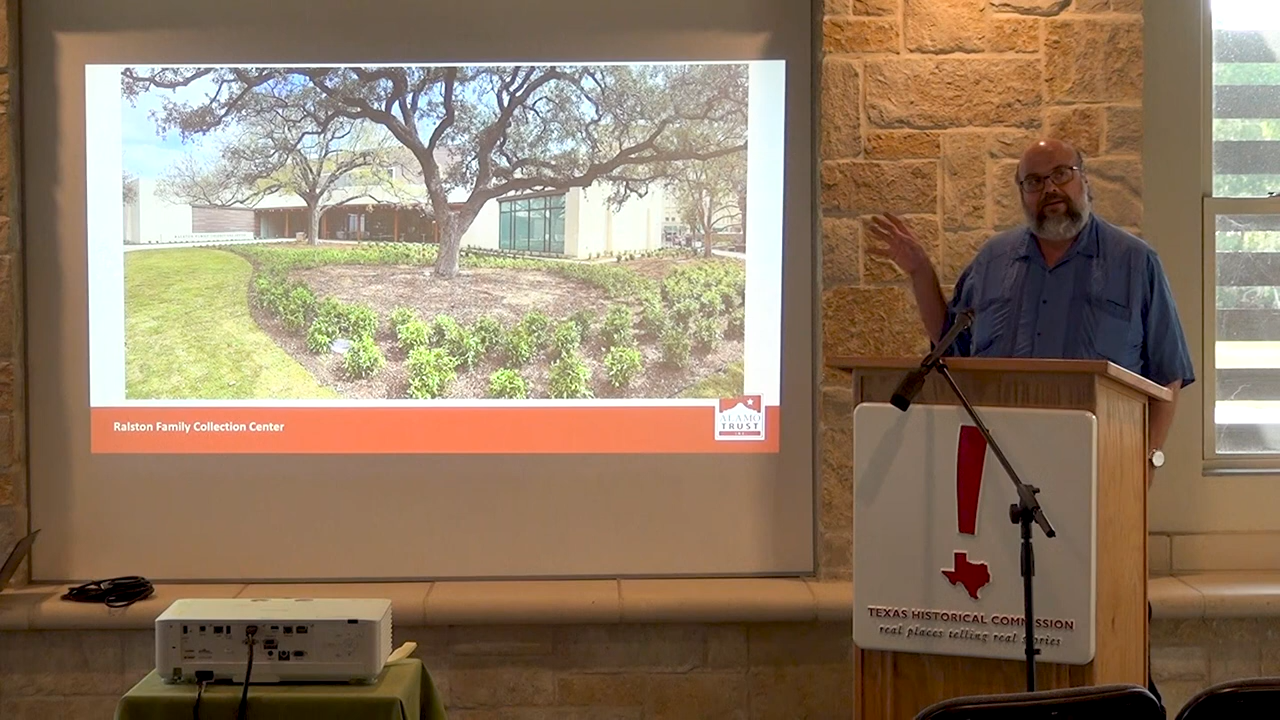 Ralston Family Collection Center
ALAMO
TRUST
TEXAS HISTORICAL COMMISSION
real places telling real stories